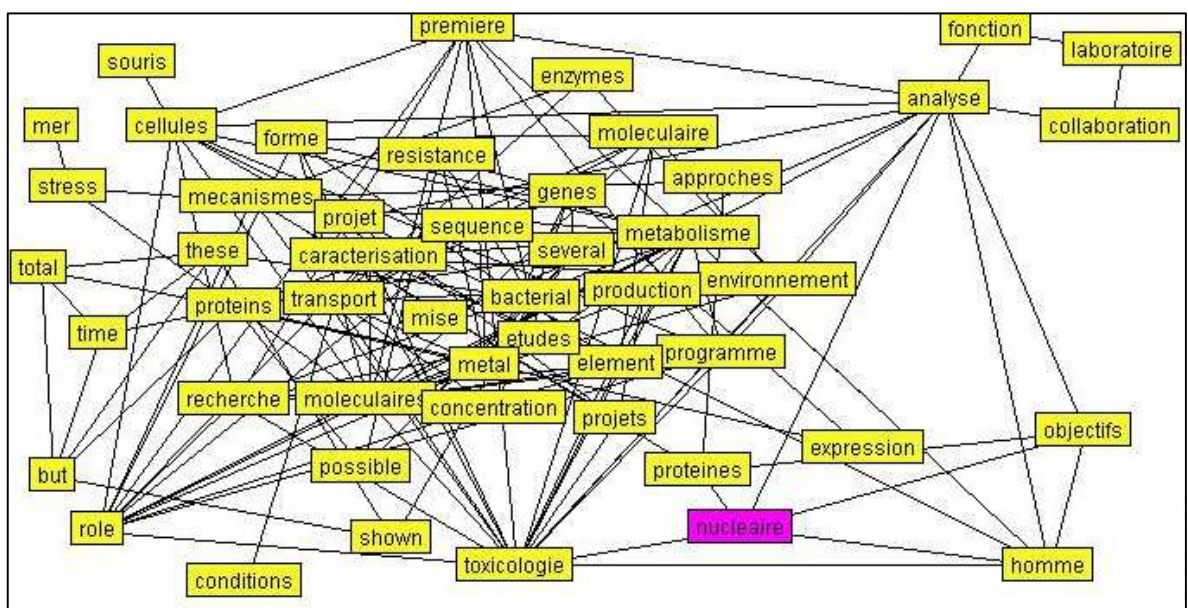 premiere
fonction
laboratoire
souris
enzymes
analyse
mer
cellules
forme
moleculaire
collaboration
resistance
stress
mecanismes
genes
approches
projet
sequence
metabolisme
these
caracterisation
several
total
environnement
proteins
transport
bacterial
production
time
mise
etudes
metal
element
programme
recherche
moleculaires
concentration
projets
objectifs
expression
but
possible
proteines
role
shown
nucleaire
conditions
toxicologie
homme